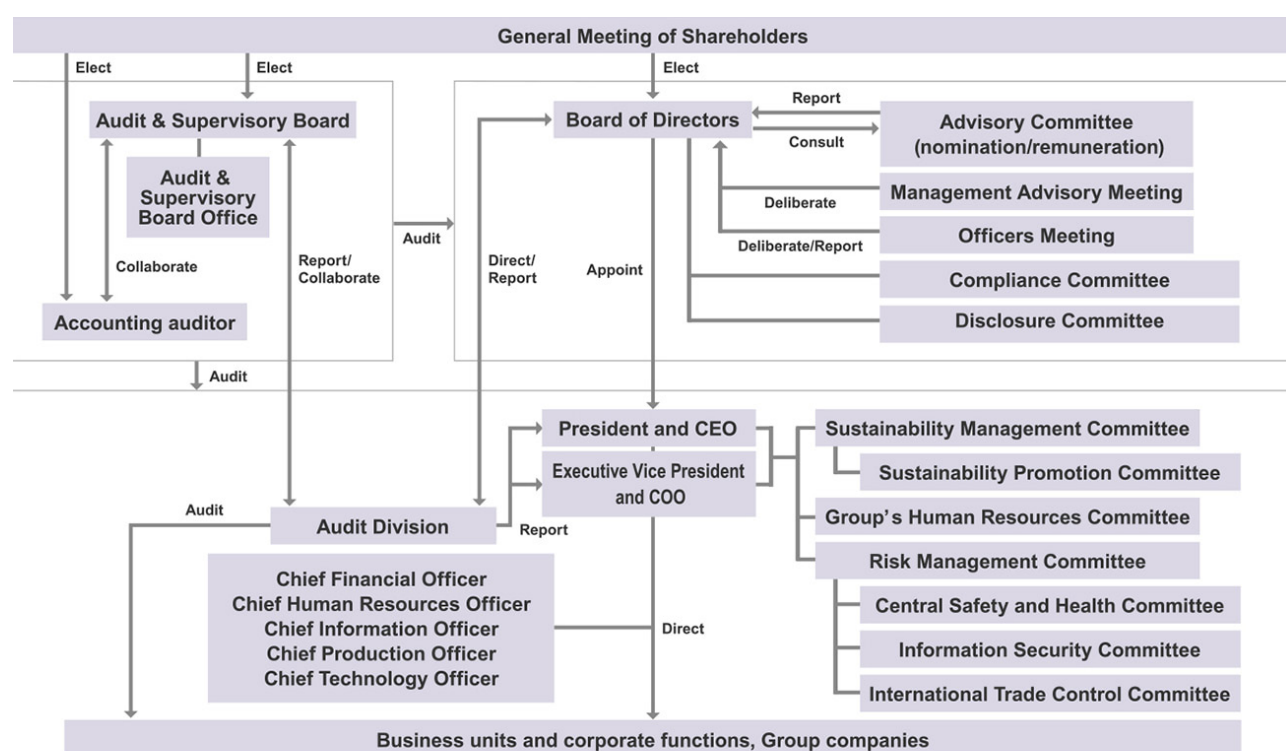 General Meeting of Shareholders
Elect
Elect
Elect
Audit & Supervisory Board
Audit &
Supervisory
Board Office
Collaborate
Report/
Collaborate
Accounting auditor
Audit
Audit
Board of Directors
Report
Consult
Advisory Committee
(nomination/remuneration)
Management Advisory Meeting
Deliberate
Officers Meeting
Deliberate/Report
Direct/
Report
Appoint
Compliance Committee
Disclosure Committee
President and CEO
Executive Vice President
and COO
Sustainability Management Committee
Sustainability Promotion Committee
Group's Human Resources Committee
Risk Management Committee
Central Safety and Health Committee
Information Security Committee
International Trade Control Committee
Audit
Audit Division
Report
Chief Financial Officer
Chief Human Resources Officer
Chief Information Officer
Chief Production Officer
Chief Technology Officer
Direct
Business units and corporate functions, Group companies